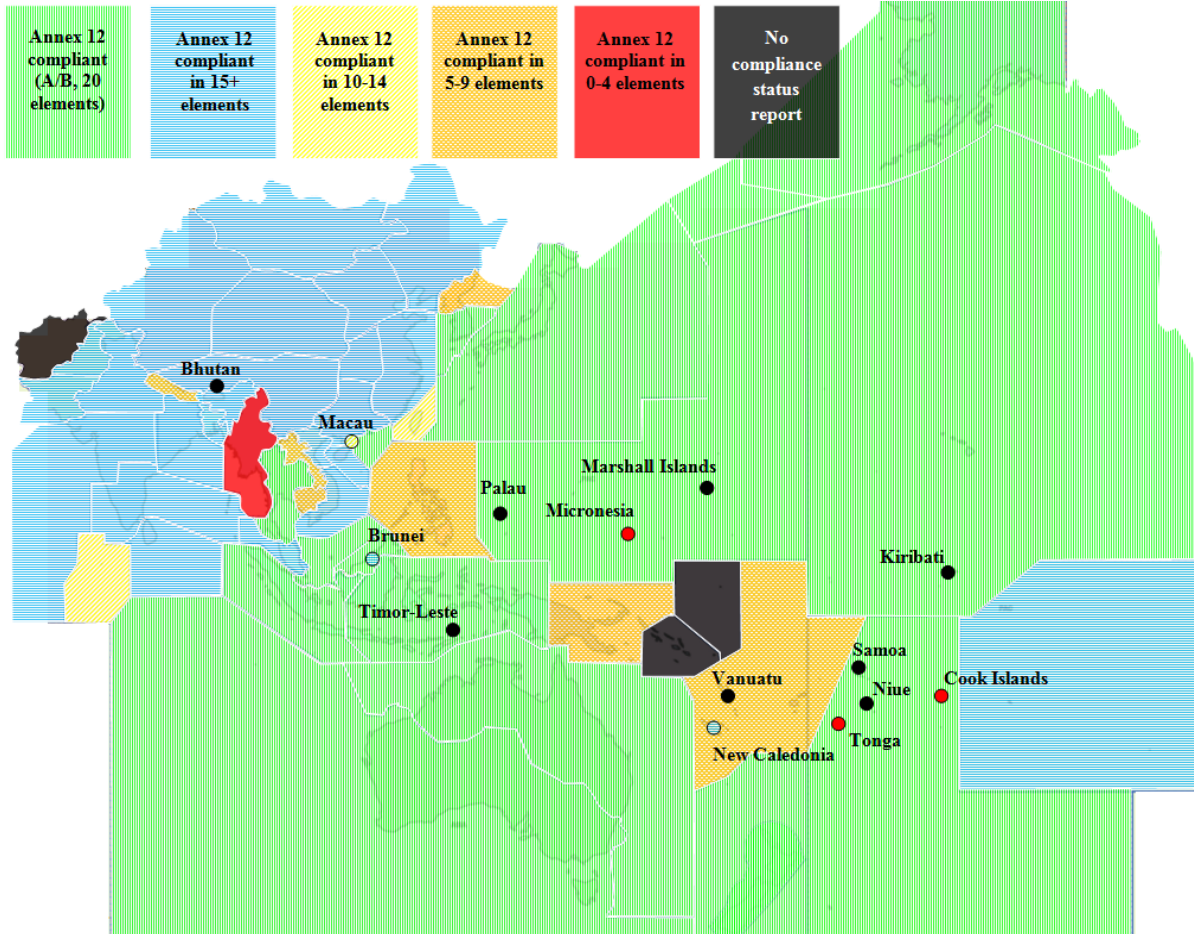 Annex 12
compliant
(A/B, 20
elements)
Annex 12
compliant
in 15+
elements
Annex 12
compliant
in 10-14
elements
Annex 12
compliant in
5-9 elements
Annex 12
compliant in
0-4 elements
No
compliance
status
report
Bhutan
Macau
Marshall Islands
Palau
Micronesia
Brunei
Kiribati
Timor-Leste
Samoa
Vanuatu
Niue
Cook Islands
New Caledonia
Tonga